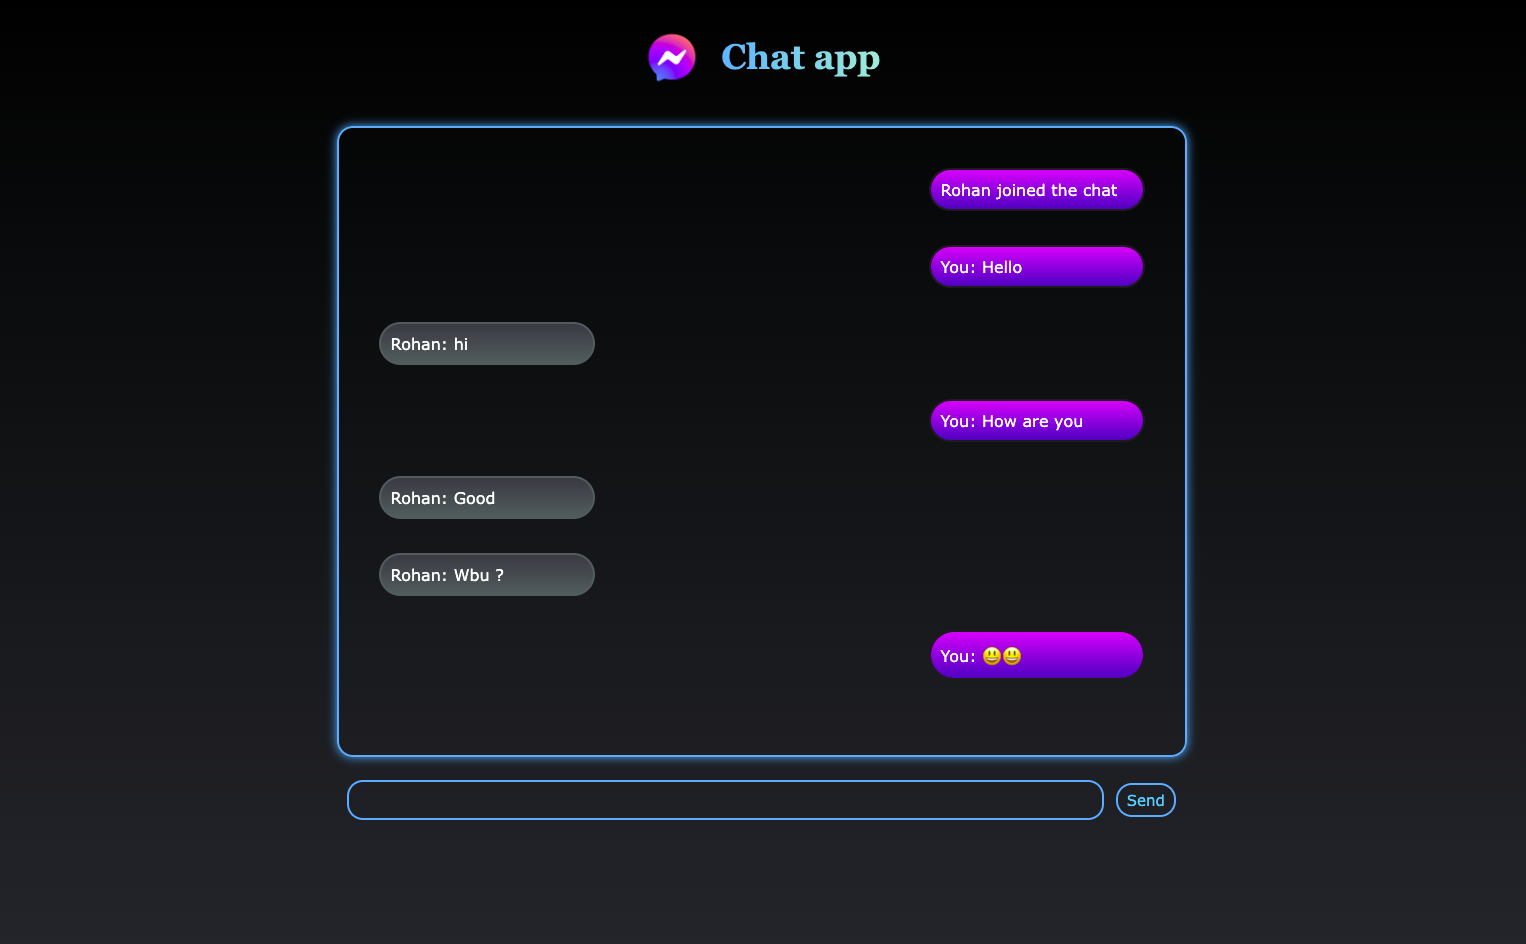 Chat app
Rohan joined the chat
You: Hello
Rohan: hi
You: How are you
Rohan: Good
Rohan: Wbu ?
You: 😃😃
Send